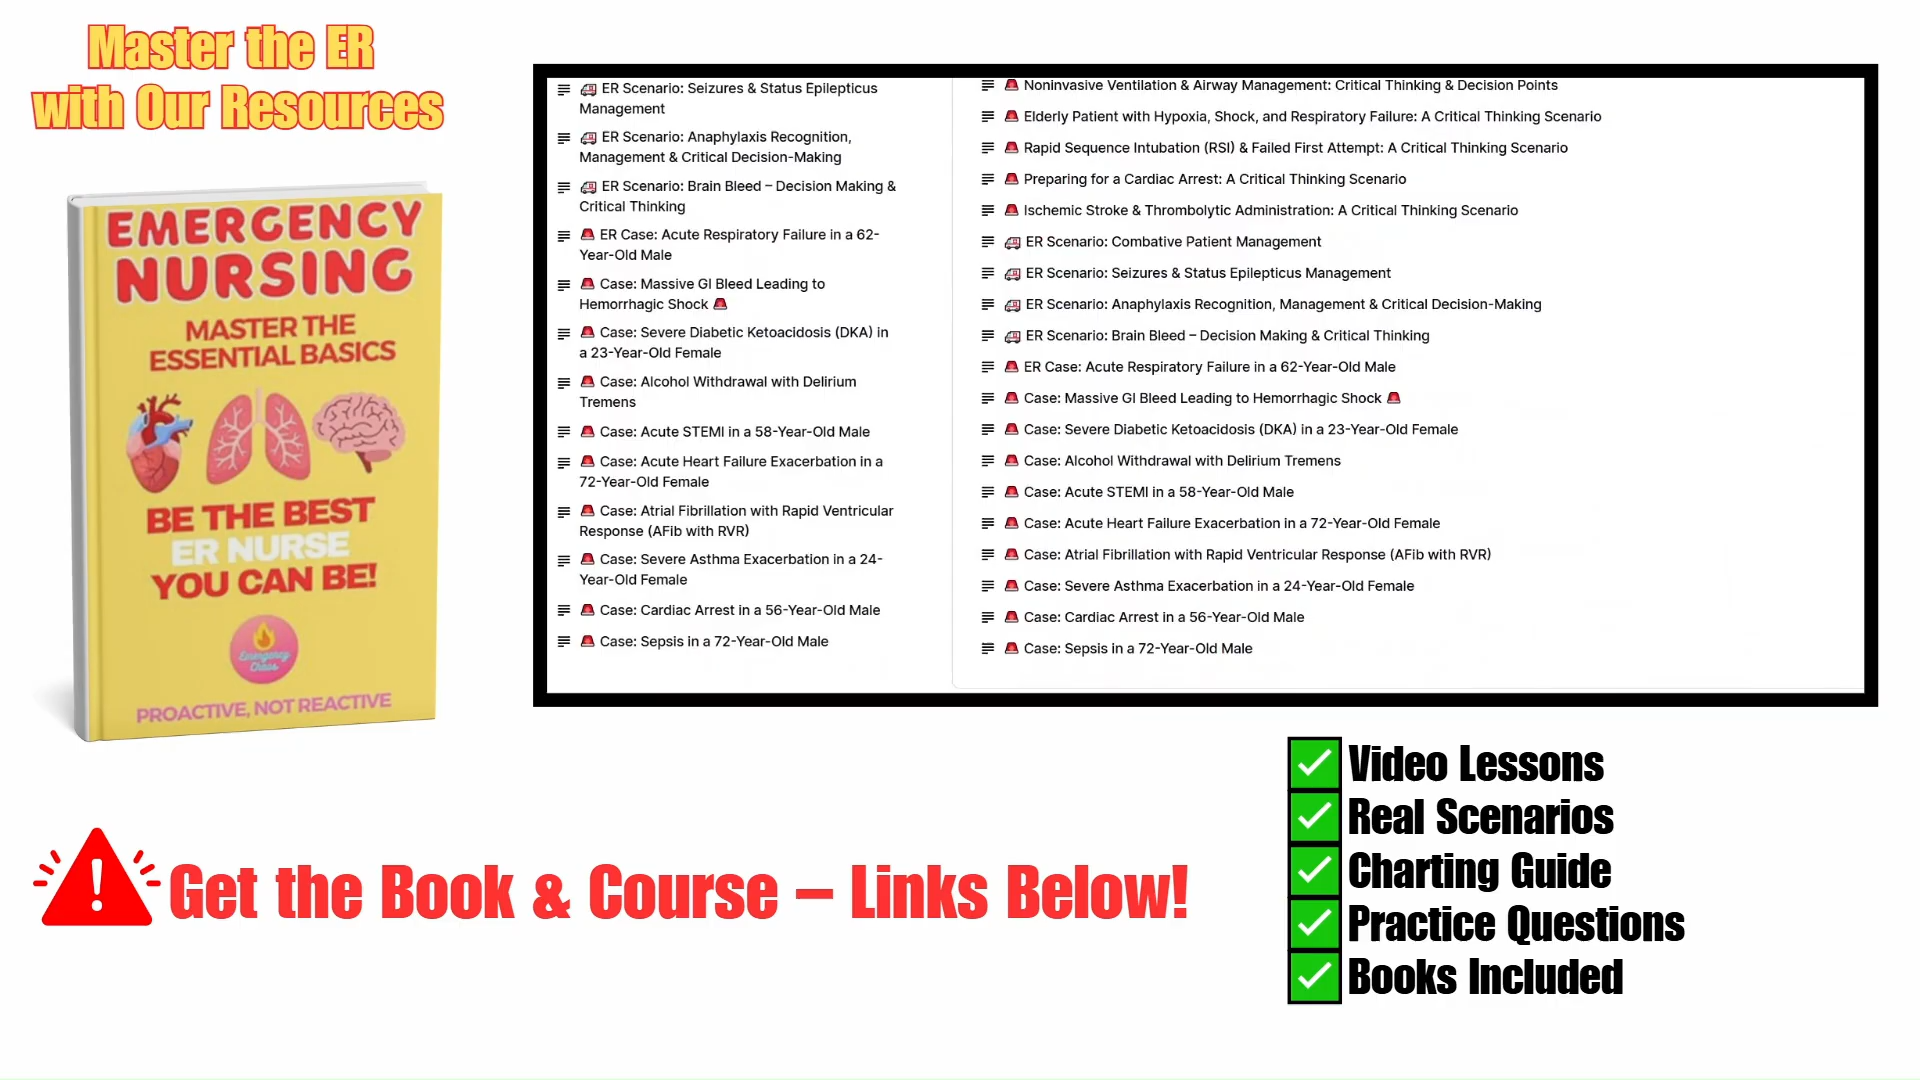 Master the ER
with Our Resources
EMERGENCY
NURSING
MASTER THE
ESSENTIAL BASICS
BE THE BEST
ER NURSE
YOU CAN BE!
Emergency
Chaos
PROACTIVE, NOT REACTIVE
ER Scenario: Seizures & Status Epilepticus
Management
ER Scenario: Anaphylaxis Recognition,
Management & Critical Decision-Making
ER Scenario: Brain Bleed – Decision Making &
Critical Thinking
ER Case: Acute Respiratory Failure in a 62-
Year-Old Male
Case: Massive GI Bleed Leading to
Hemorrhagic Shock
Case: Severe Diabetic Ketoacidosis (DKA) in
a 23-Year-Old Female
Case: Alcohol Withdrawal with Delirium
Tremens
Case: Acute STEMI in a 58-Year-Old Male
Case: Acute Heart Failure Exacerbation in a
72-Year-Old Female
Case: Atrial Fibrillation with Rapid Ventricular
Response (AFib with RVR)
Case: Severe Asthma Exacerbation in a 24-
Year-Old Female
Case: Cardiac Arrest in a 56-Year-Old Male
Case: Sepsis in a 72-Year-Old Male
Noninvasive Ventilation & Airway Management: Critical Thinking & Decision Points
Elderly Patient with Hypoxia, Shock, and Respiratory Failure: A Critical Thinking Scenario
Rapid Sequence Intubation (RSI) & Failed First Attempt: A Critical Thinking Scenario
Preparing for a Cardiac Arrest: A Critical Thinking Scenario
Ischemic Stroke & Thrombolytic Administration: A Critical Thinking Scenario
ER Scenario: Combative Patient Management
ER Scenario: Seizures & Status Epilepticus Management
ER Scenario: Anaphylaxis Recognition, Management & Critical Decision-Making
ER Scenario: Brain Bleed – Decision Making & Critical Thinking
ER Case: Acute Respiratory Failure in a 62-Year-Old Male
Case: Massive GI Bleed Leading to Hemorrhagic Shock
Case: Severe Diabetic Ketoacidosis (DKA) in a 23-Year-Old Female
Case: Alcohol Withdrawal with Delirium Tremens
Case: Acute STEMI in a 58-Year-Old Male
Case: Acute Heart Failure Exacerbation in a 72-Year-Old Female
Case: Atrial Fibrillation with Rapid Ventricular Response (AFib with RVR)
Case: Severe Asthma Exacerbation in a 24-Year-Old Female
Case: Cardiac Arrest in a 56-Year-Old Male
Case: Sepsis in a 72-Year-Old Male
Get the Book & Course – Links Below!
Video Lessons
Real Scenarios
Charting Guide
Practice Questions
Books Included